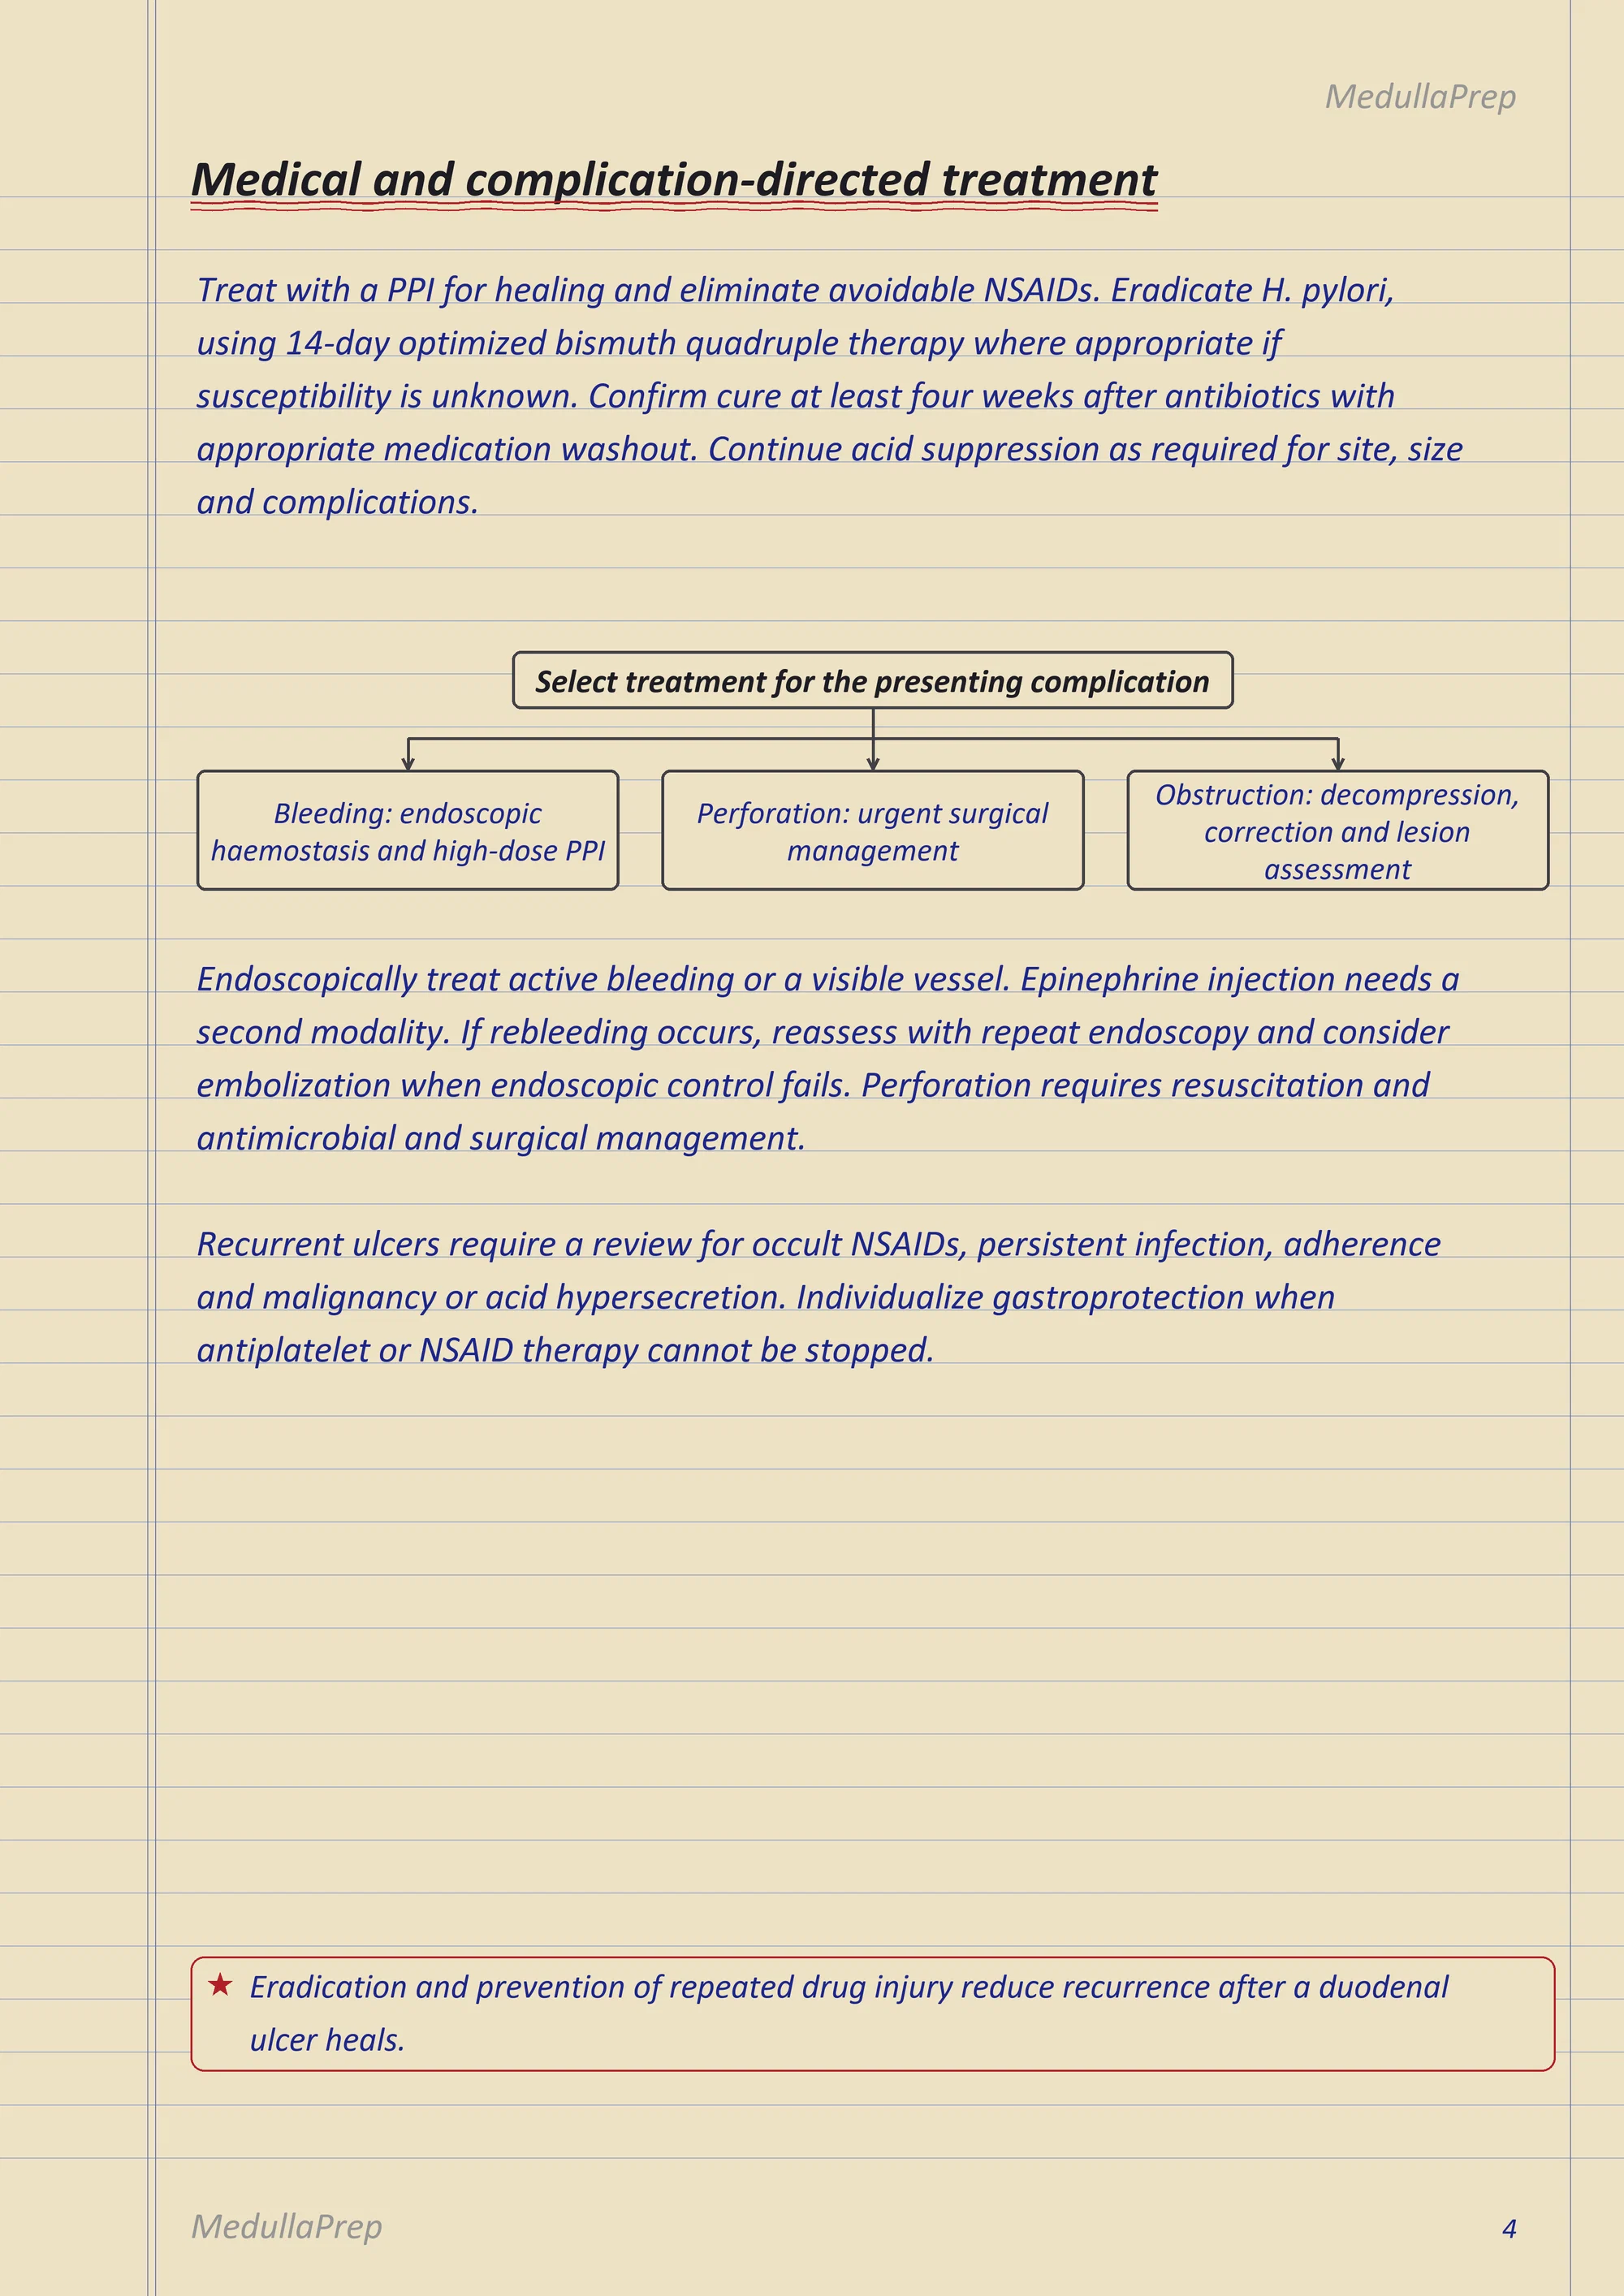 MedullaPrep
Medical and complication-directed treatment
Treat with a PPI for healing and eliminate avoidable NSAIDs. Eradicate H. pylori,
using 14-day optimized bismuth quadruple therapy where appropriate if
susceptibility is unknown. Confirm cure at least four weeks after antibiotics with
appropriate medication washout. Continue acid suppression as required for site, size
and complications.
Select treatment for the presenting complication
Bleeding: endoscopic
haemostasis and high-dose PPI
Perforation: urgent surgical
management
Obstruction: decompression,
correction and lesion
assessment
Endoscopically treat active bleeding or a visible vessel. Epinephrine injection needs a
second modality. If rebleeding occurs, reassess with repeat endoscopy and consider
embolization when endoscopic control fails. Perforation requires resuscitation and
antimicrobial and surgical management.
Recurrent ulcers require a review for occult NSAIDs, persistent infection, adherence
and malignancy or acid hypersecretion. Individualize gastroprotection when
antiplatelet or NSAID therapy cannot be stopped.
★ Eradication and prevention of repeated drug injury reduce recurrence after a duodenal
ulcer heals.
MedullaPrep
4